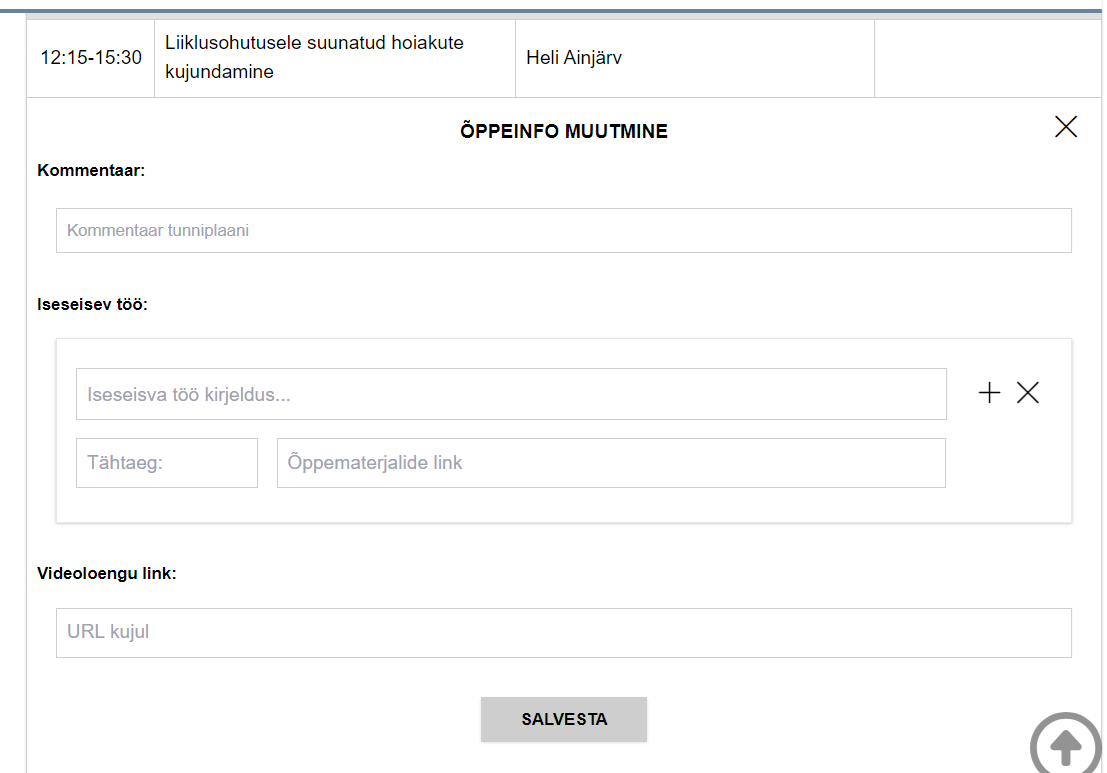 12:15-15:30
Liiklusohutusele suunatud hoiakute
kujundamine
Heli Ainjärv
ÕPPEINFO MUUTMINE
Kommentaar:
Kommentaar tunniplaani
Iseseisev töö:
Iseseisva töö kirjeldus...
Tähtaeg:
Õppematerjalide link
Videoloengu link:
URL kujul
SALVESTA